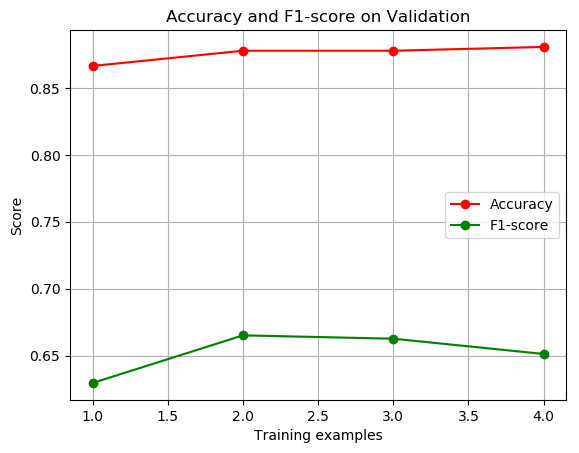 Accuracy and F1-score on Validation
Score
0.85
0.80
0.75
0.70
0.65
Accuracy
F1-score
1.0 1.5 2.0 2.5 3.0 3.5 4.0
Training examples